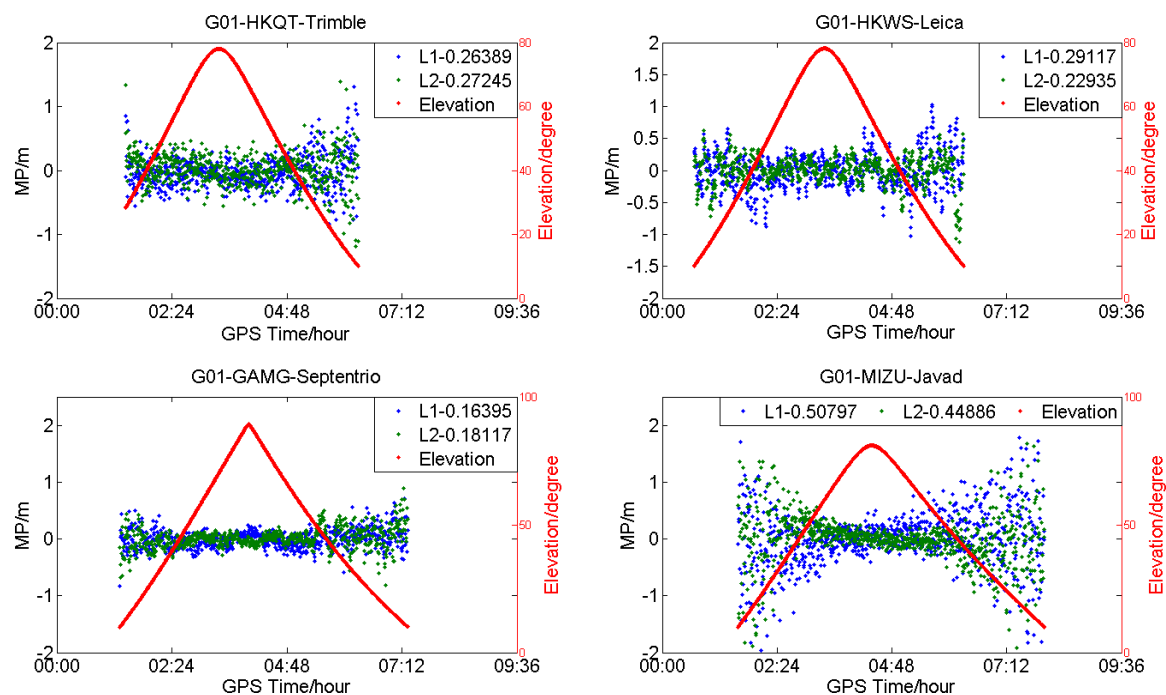 G01-HKQT-Trimble
2
1
0
-1
-2
MP/m
L1-0.26389
L2-0.27245
Elevation
80
60
40
20
0
Elevation/degree
00:00 02:24 04:48 07:12 09:36
GPS Time/hour
G01-HKWS-Leica
2
1.5
1
0.5
0
-0.5
-1
-1.5
-2
MP/m
L1-0.29117
L2-0.22935
Elevation
80
60
40
20
0
Elevation/degree
00:00 02:24 04:48 07:12 09:36
GPS Time/hour
G01-GAMG-Septentrio
2
1
0
-1
-2
MP/m
L1-0.16395
L2-0.18117
Elevation
100
50
0
Elevation/degree
00:00 02:24 04:48 07:12 09:36
GPS Time/hour
G01-MIZU-Javad
2
1
0
-1
-2
MP/m
L1-0.50797 L2-0.44886 Elevation
100
50
0
Elevation/degree
00:00 02:24 04:48 07:12 09:36
GPS Time/hour